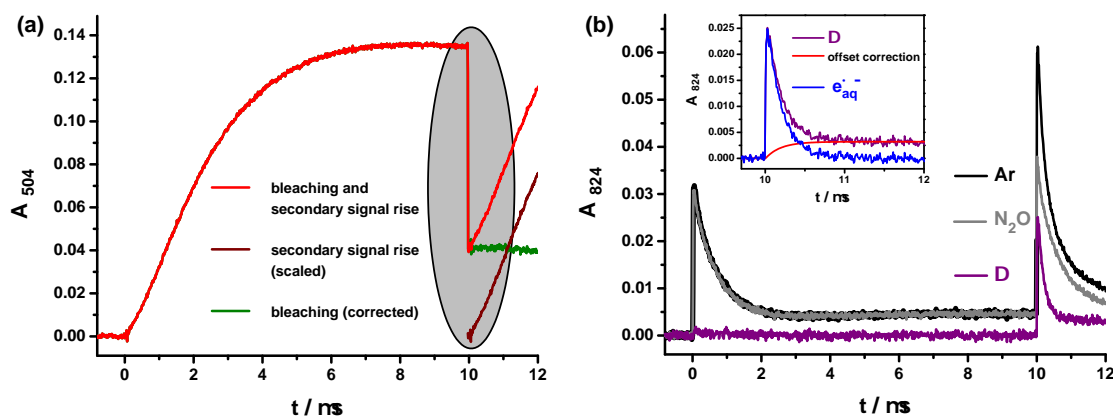 (a)
0.14
0.12
0.10
0.08
0.06
0.04
0.02
0.00
A 504
bleaching and
secondary signal rise
secondary signal rise
(scaled)
bleaching (corrected)
0 2 4 6 8 10 12
t / ms
(b)
0.06
0.05
0.04
0.03
0.02
0.01
0.00
A 824
0.025
0.020
0.015
0.010
0.005
0.000
A 824
D
offset correction
e•− aq
10 11 12
t / ms
Ar
N2O
D
0 2 4 6 8 10 12
t / ms